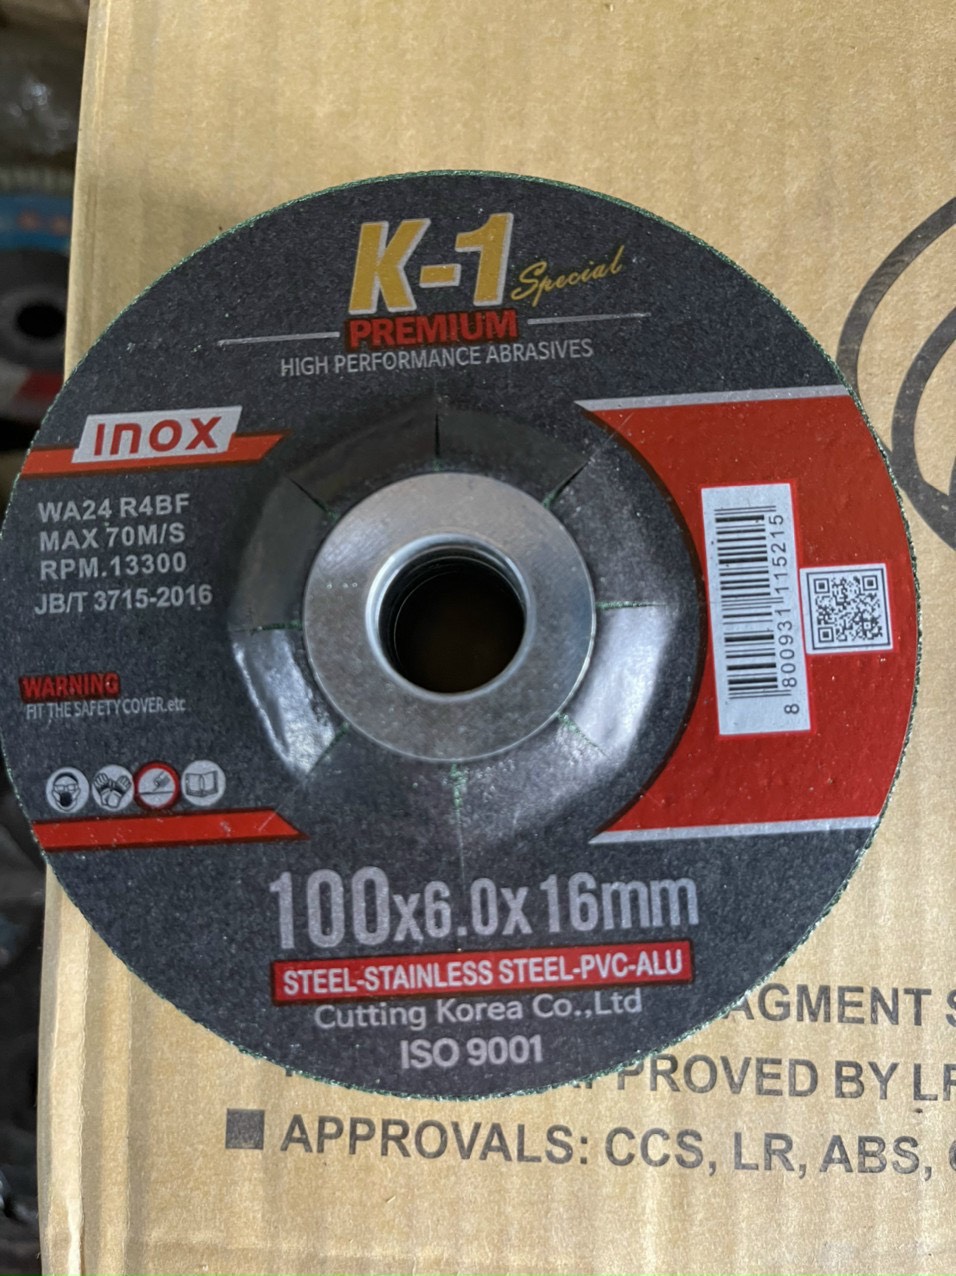 K-1 Special
PREMIUM
HIGH PERFORMANCE ABRASIVES
INOX
WA24 R4BF
MAX 70M/S
RPM.13300
JB/T 3715-2016
WARNING
FIT THE SAFETY COVER.etc
8 800931 115215
100x6.0x16mm
STEEL-STAINLESS STEEL-PVC-ALU
Cutting Korea Co.,Ltd
ISO 9001
AGMENT S
PROVED BY LR
APPROVALS: CCS, LR, ABS,